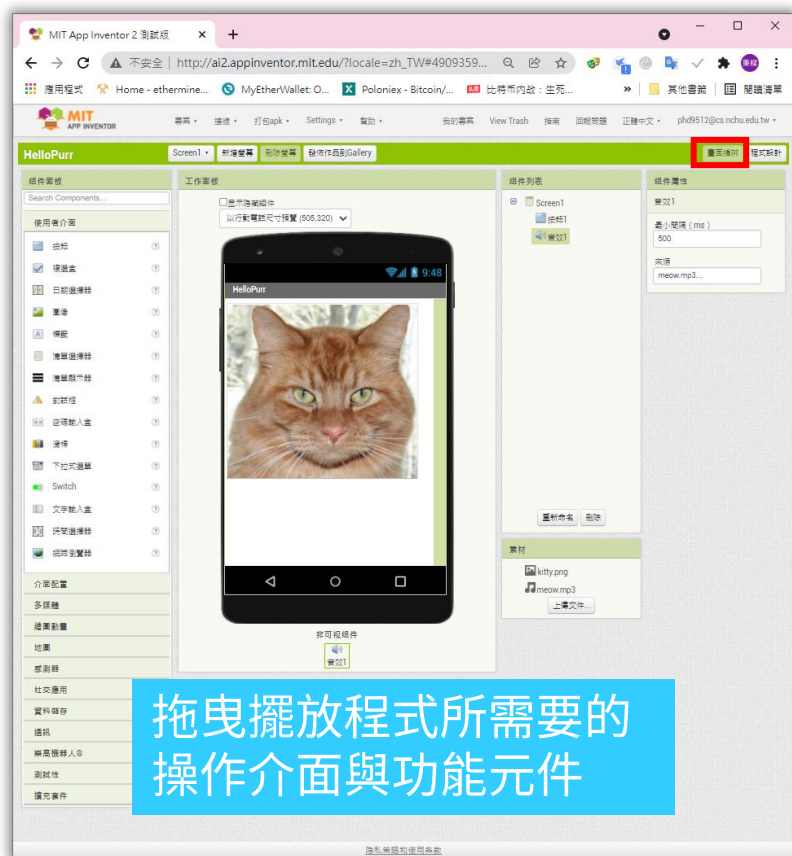 MIT App Inventor 2 測試版
不安全 | http://ai2.appinventor.mit.edu/?locale=zh_TW#4909359...
應用程式 Home - ethermine... MyEtherWallet: O... Poloniex - Bitcoin/... 比特币内战：生死... » 其他書籤 閱讀清單
MIT APP INVENTOR
專案 連線 打包apk Settings 幫助 我的專案 View Trash 指南 回報問題 正體中文 phd9512@cs.nchu.edu.tw
HelloPurr Screen1 新增螢幕 刪除螢幕 發佈作品到Gallery 畫面編排 程式設計
組件面板
Search Components...
使用者介面
按鈕
複選盒
日期選擇器
圖像
標籤
清單選擇器
清單顯示器
對話框
密碼輸入盒
滑桿
下拉式選單
Switch
文字輸入盒
時間選擇器
網路瀏覽器
介面配置
多媒體
繪圖動畫
地圖
感測器
社交應用
資料儲存
通訊
樂高機器人®
測試性
擴充套件
工作面板
显示隐藏組件
以行動電話尺寸預覽 (505,320)
9:48
HelloPurr
非可視組件
音效1
組件列表
Screen1
按鈕1
音效1
重新命名 刪除
素材
kitty.png
meow.mp3
上傳文件...
組件屬性
音效1
最小間隔（ms）
500
來源
meow.mp3...
拖曳擺放程式所需要的
操作介面與功能元件
隱私策略和使用條款